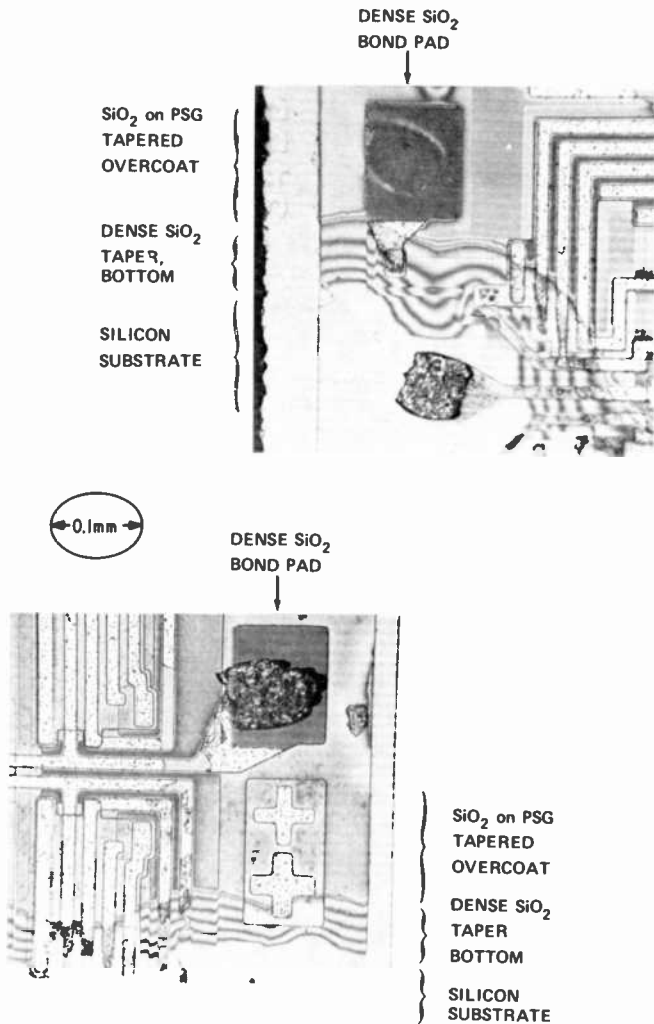 DENSE SiO₂
BOND PAD
SiO₂ on PSG
TAPERED
OVERCOAT
DENSE SiO₂
TAPER,
BOTTOM
SILICON
SUBSTRATE
0.1mm
DENSE SiO₂
BOND PAD
SiO₂ on PSG
TAPERED
OVERCOAT
DENSE SiO₂
TAPER
BOTTOM
SILICON
SUBSTRATE